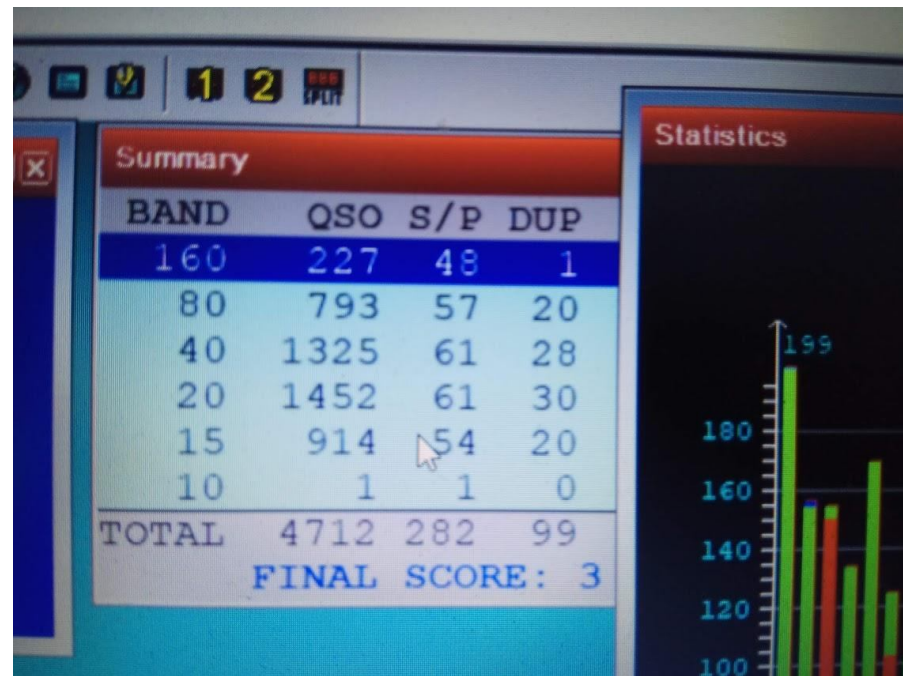 1 2 888
SPLIT
Summary
BAND QSO S/P DUP
160 227 48 1
80 793 57 20
40 1325 61 28
20 1452 61 30
15 914 54 20
10 1 1 0
TOTAL 4712 282 99
FINAL SCORE: 3
Statistics
199
180
160
140
120
100